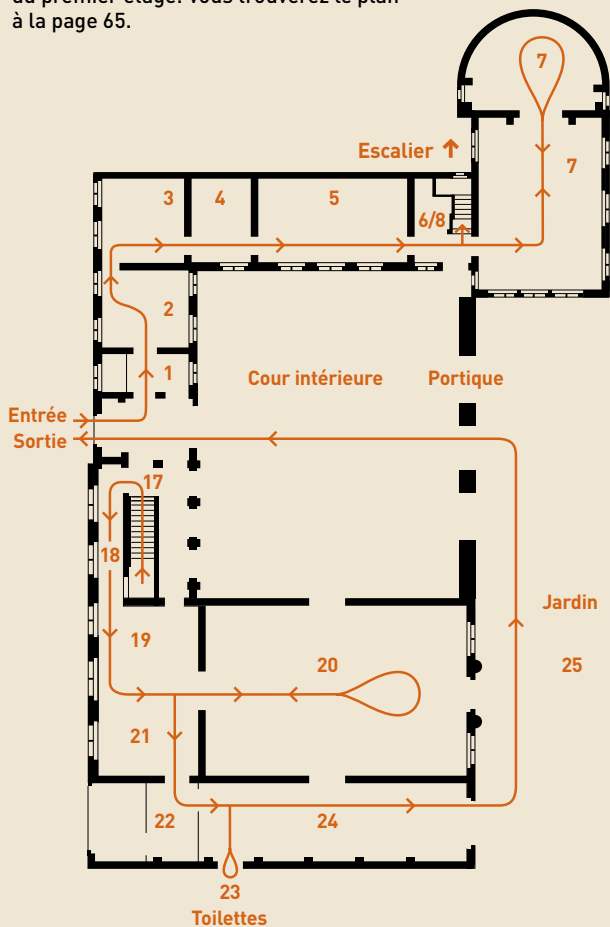 à la page 65.
7
Escalier
7
3
4
5
6/8
2
1
Cour intérieure
Portique
Entrée
Sortie
17
18
Jardin
19
20
25
21
22
24
23
Toilettes